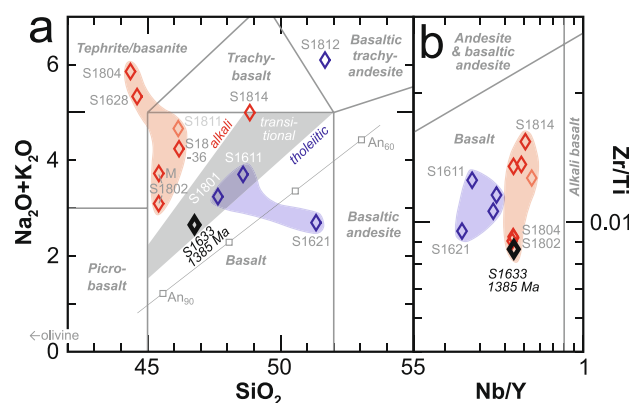 a
Tephrite/basanite
S1804
S1628
Trachy-
basalt
S1814
S1812
Basaltic
trachy-
andesite
S1811
S18
-36
alkali
transi-
tional
tholeiitic
An60
M
S1802
S1801
S1611
S1621
S1633
1385 Ma
Basalt
Basaltic
andesite
Picro-
basalt
An90
←olivine
6
4
2
0
Na2O+K2O
45
50
55
SiO2
b
Andesite
& basaltic
andesite
S1814
Basalt
Alkali basalt
S1611
S1621
S1804
S1802
S1633
1385 Ma
0.01
Zr/Ti
1
Nb/Y